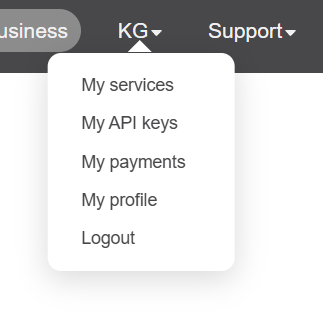 usiness KG Support
My services
My API keys
My payments
My profile
Logout